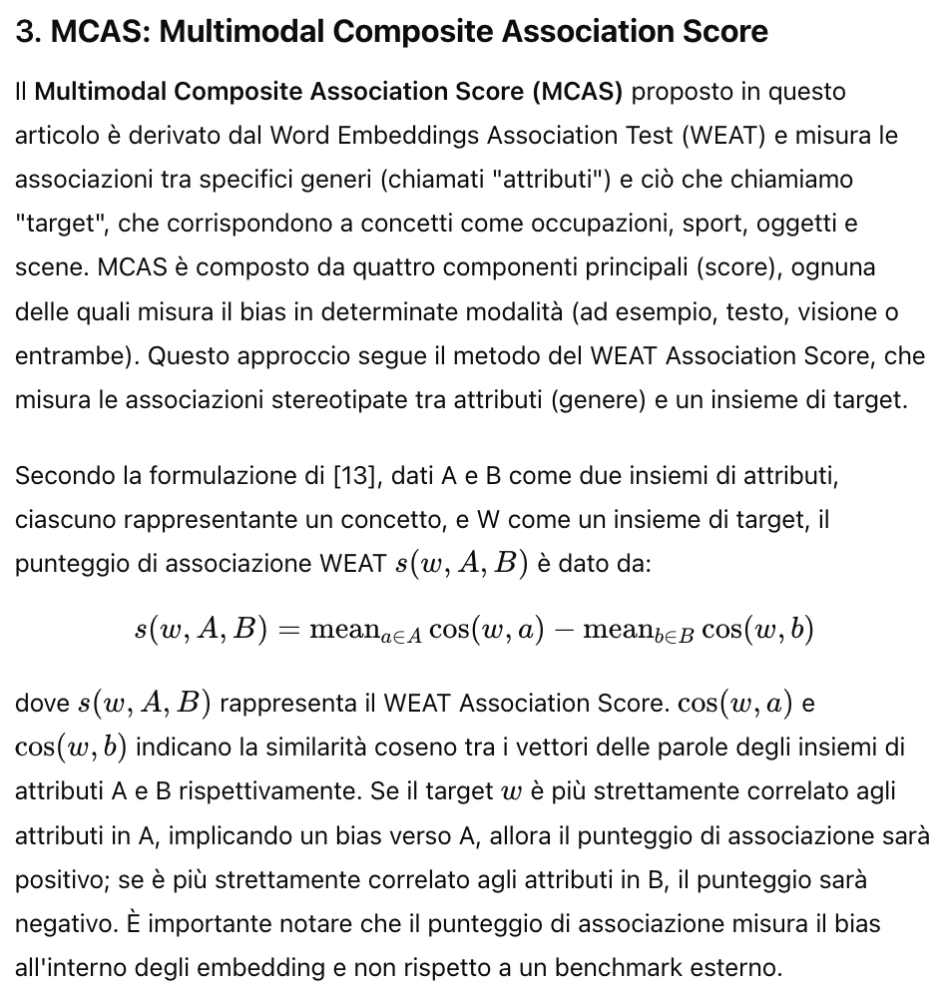 3. MCAS: Multimodal Composite Association Score
Il Multimodal Composite Association Score (MCAS) proposto in questo
articolo è derivato dal Word Embeddings Association Test (WEAT) e misura le
associazioni tra specifici generi (chiamati "attributi") e ciò che chiamiamo
"target", che corrispondono a concetti come occupazioni, sport, oggetti e
scene. MCAS è composto da quattro componenti principali (score), ognuna
delle quali misura il bias in determinate modalità (ad esempio, testo, visione o
entrambe). Questo approccio segue il metodo del WEAT Association Score, che
misura le associazioni stereotipate tra attributi (genere) e un insieme di target.
Secondo la formulazione di [13], dati A e B come due insiemi di attributi,
ciascuno rappresentante un concetto, e W come un insieme di target, il
punteggio di associazione WEAT s(w, A, B) è dato da:
s(w, A, B) = mean_{a∈A} cos(w, a) − mean_{b∈B} cos(w, b)
dove s(w, A, B) rappresenta il WEAT Association Score. cos(w, a) e
cos(w, b) indicano la similarità coseno tra i vettori delle parole degli insiemi di
attributi A e B rispettivamente. Se il target w è più strettamente correlato agli
attributi in A, implicando un bias verso A, allora il punteggio di associazione sarà
positivo; se è più strettamente correlato agli attributi in B, il punteggio sarà
negativo. È importante notare che il punteggio di associazione misura il bias
all'interno degli embedding e non rispetto a un benchmark esterno.